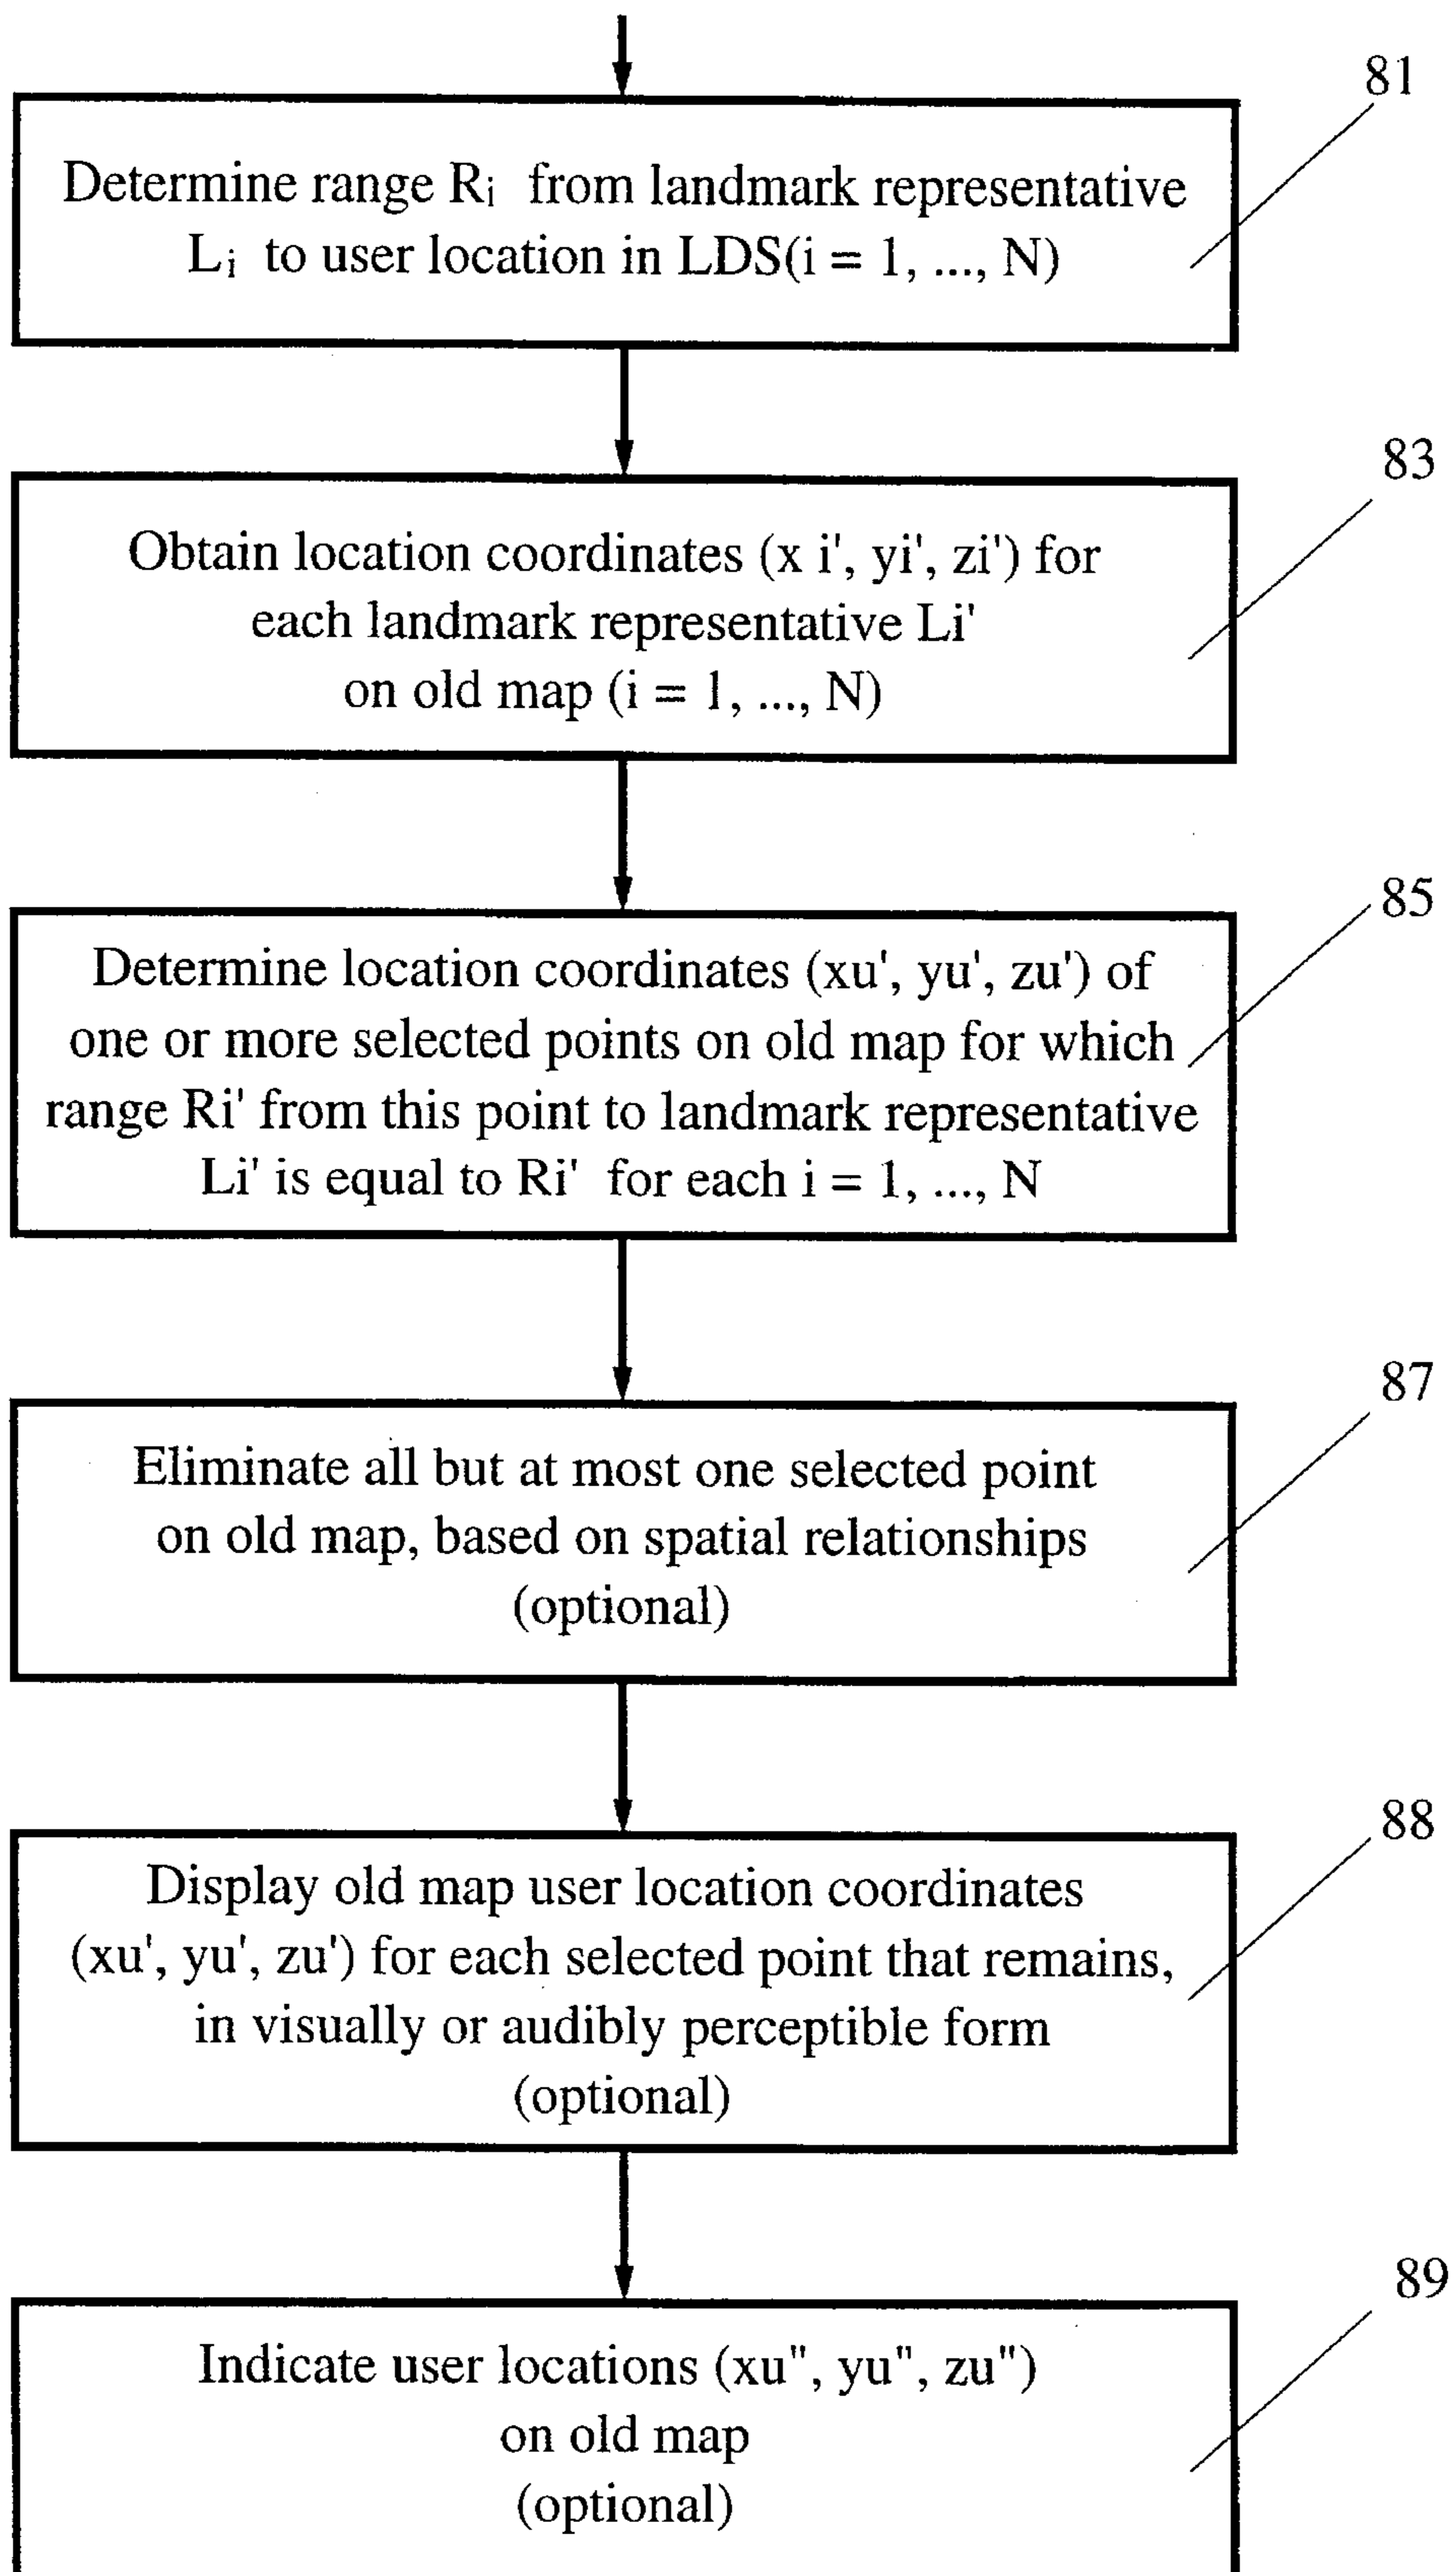 81
Determine range Ri from landmark representative
Li to user location in LDS(i = 1, ..., N)
83
Obtain location coordinates (x i', yi', zi') for
each landmark representative Li'
on old map (i = 1, ..., N)
85
Determine location coordinates (xu', yu', zu') of
one or more selected points on old map for which
range Ri' from this point to landmark representative
Li' is equal to Ri' for each i = 1, ..., N
87
Eliminate all but at most one selected point
on old map, based on spatial relationships
(optional)
88
Display old map user location coordinates
(xu', yu', zu') for each selected point that remains,
in visually or audibly perceptible form
(optional)
89
Indicate user locations (xu", yu", zu")
on old map
(optional)